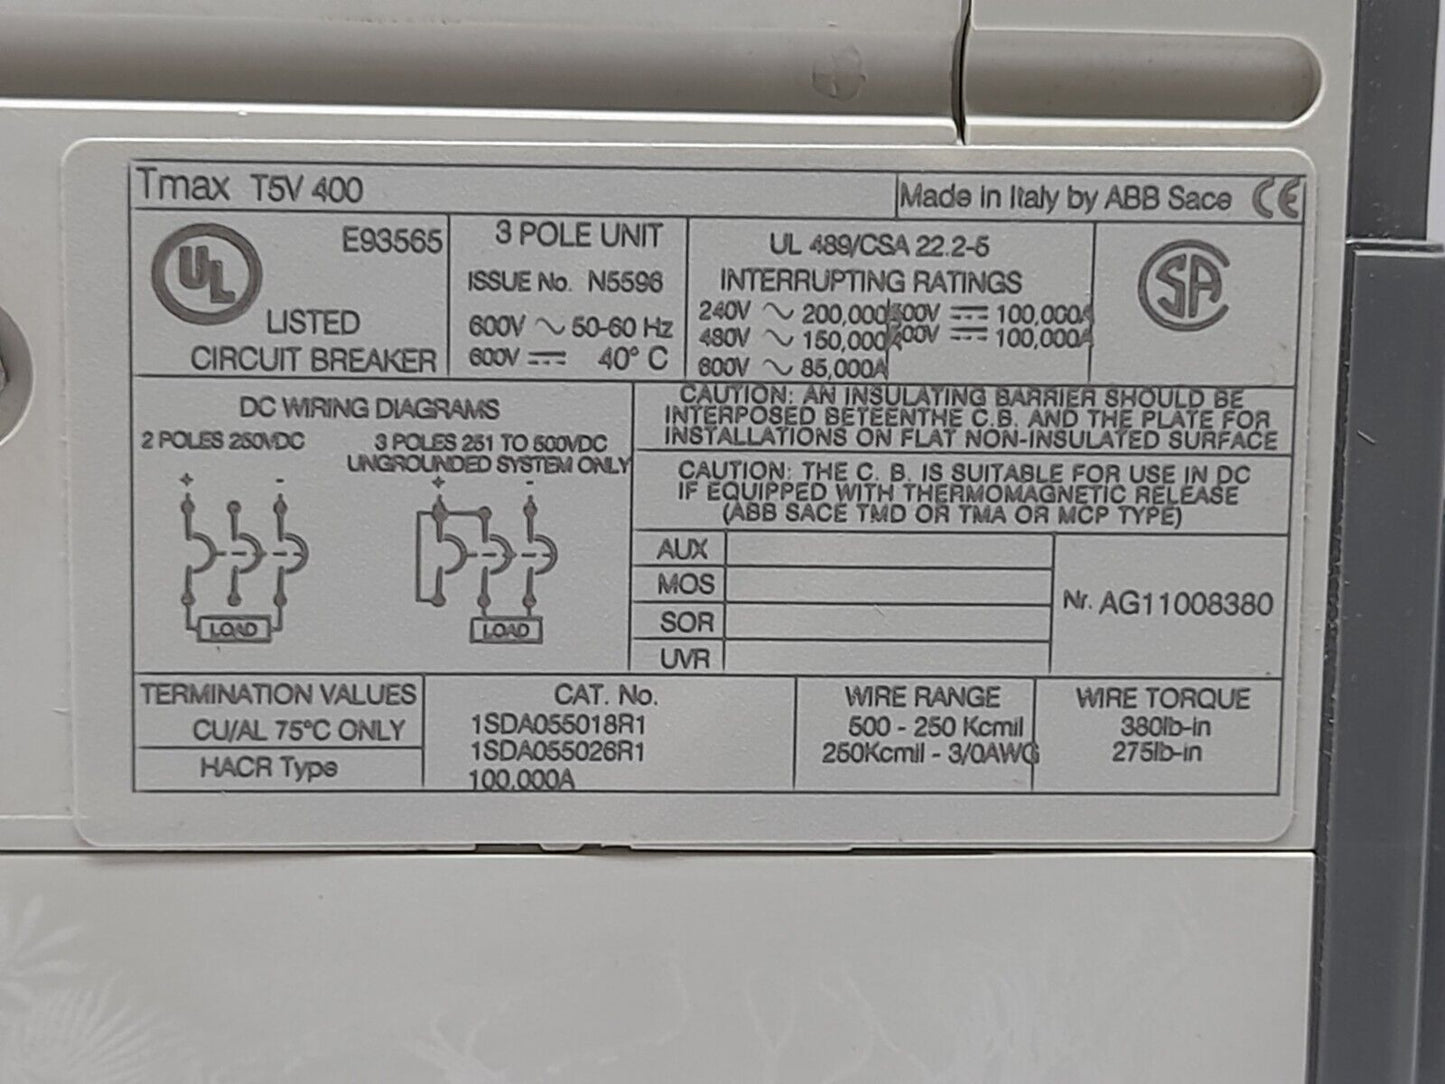 Tmax T5V 400
Made in Italy by ABB Sace CE
UL
E93565
LISTED
CIRCUIT BREAKER
3 POLE UNIT
ISSUE No. N5596
600V ~ 50-60 Hz
600V ⎓ 40° C
UL 489/CSA 22.2-5
INTERRUPTING RATINGS
240V ~ 200,000 500V ⎓ 100,000A
480V ~ 150,000 600V ⎓ 100,000A
600V ~ 85,000A
SA
DC WIRING DIAGRAMS
2 POLES 250VDC
3 POLES 251 TO 500VDC
UNGROUNDED SYSTEM ONLY
+ -
+ -
LOAD
LOAD
CAUTION: AN INSULATING BARRIER SHOULD BE
INTERPOSED BETEENTHE C.B. AND THE PLATE FOR
INSTALLATIONS ON FLAT NON-INSULATED SURFACE
CAUTION: THE C. B. IS SUITABLE FOR USE IN DC
IF EQUIPPED WITH THERMOMAGNETIC RELEASE
(ABB SACE TMD OR TMA OR MCP TYPE)
AUX
MOS
SOR
UVR
Nr. AG11008380
TERMINATION VALUES
CU/AL 75°C ONLY
HACR Type
CAT. No.
1SDA055018R1
1SDA055026R1
100,000A
WIRE RANGE
500 - 250 Kcmil
250Kcmil - 3/0AWG
WIRE TORQUE
380lb-in
275lb-in